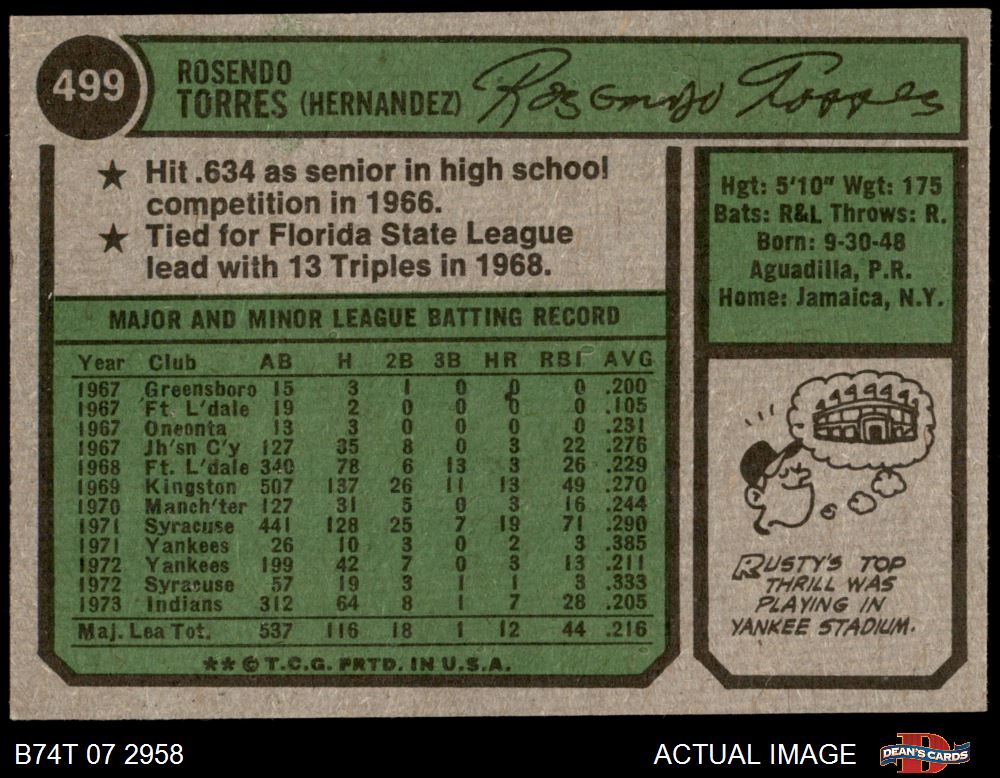 499
ROSENDO
TORRES (HERNANDEZ)
Rosendo Torres
★ Hit .634 as senior in high school
competition in 1966.
★ Tied for Florida State League
lead with 13 Triples in 1968.
MAJOR AND MINOR LEAGUE BATTING RECORD
Year Club AB H 2B 3B HR RBI AVG
1967 Greensboro 15 3 1 0 0 0 .200
1967 Ft. L'dale 19 2 0 0 0 0 .105
1967 Oneonta 13 3 0 0 0 0 .231
1967 Jh'sn C'y 127 35 8 0 3 22 .276
1968 Ft. L'dale 340 78 6 13 3 26 .229
1969 Kingston 507 137 26 11 13 49 .270
1970 Manch'ter 127 31 5 0 3 16 .244
1971 Syracuse 441 128 25 7 19 71 .290
1971 Yankees 26 10 3 0 2 3 .385
1972 Yankees 199 42 7 0 3 13 .211
1972 Syracuse 57 19 3 1 1 3 .333
1973 Indians 312 64 8 1 7 28 .205
Maj. Lea Tot. 537 116 18 1 12 44 .216
** © T.C.G. PRTD. IN U.S.A.
Hgt: 5'10" Wgt: 175
Bats: R&L Throws: R.
Born: 9-30-48
Aguadilla, P.R.
Home: Jamaica, N.Y.
RUSTY'S TOP
THRILL WAS
PLAYING IN
YANKEE STADIUM.
B74T 07 2958
ACTUAL IMAGE
D
DEAN'S CARDS